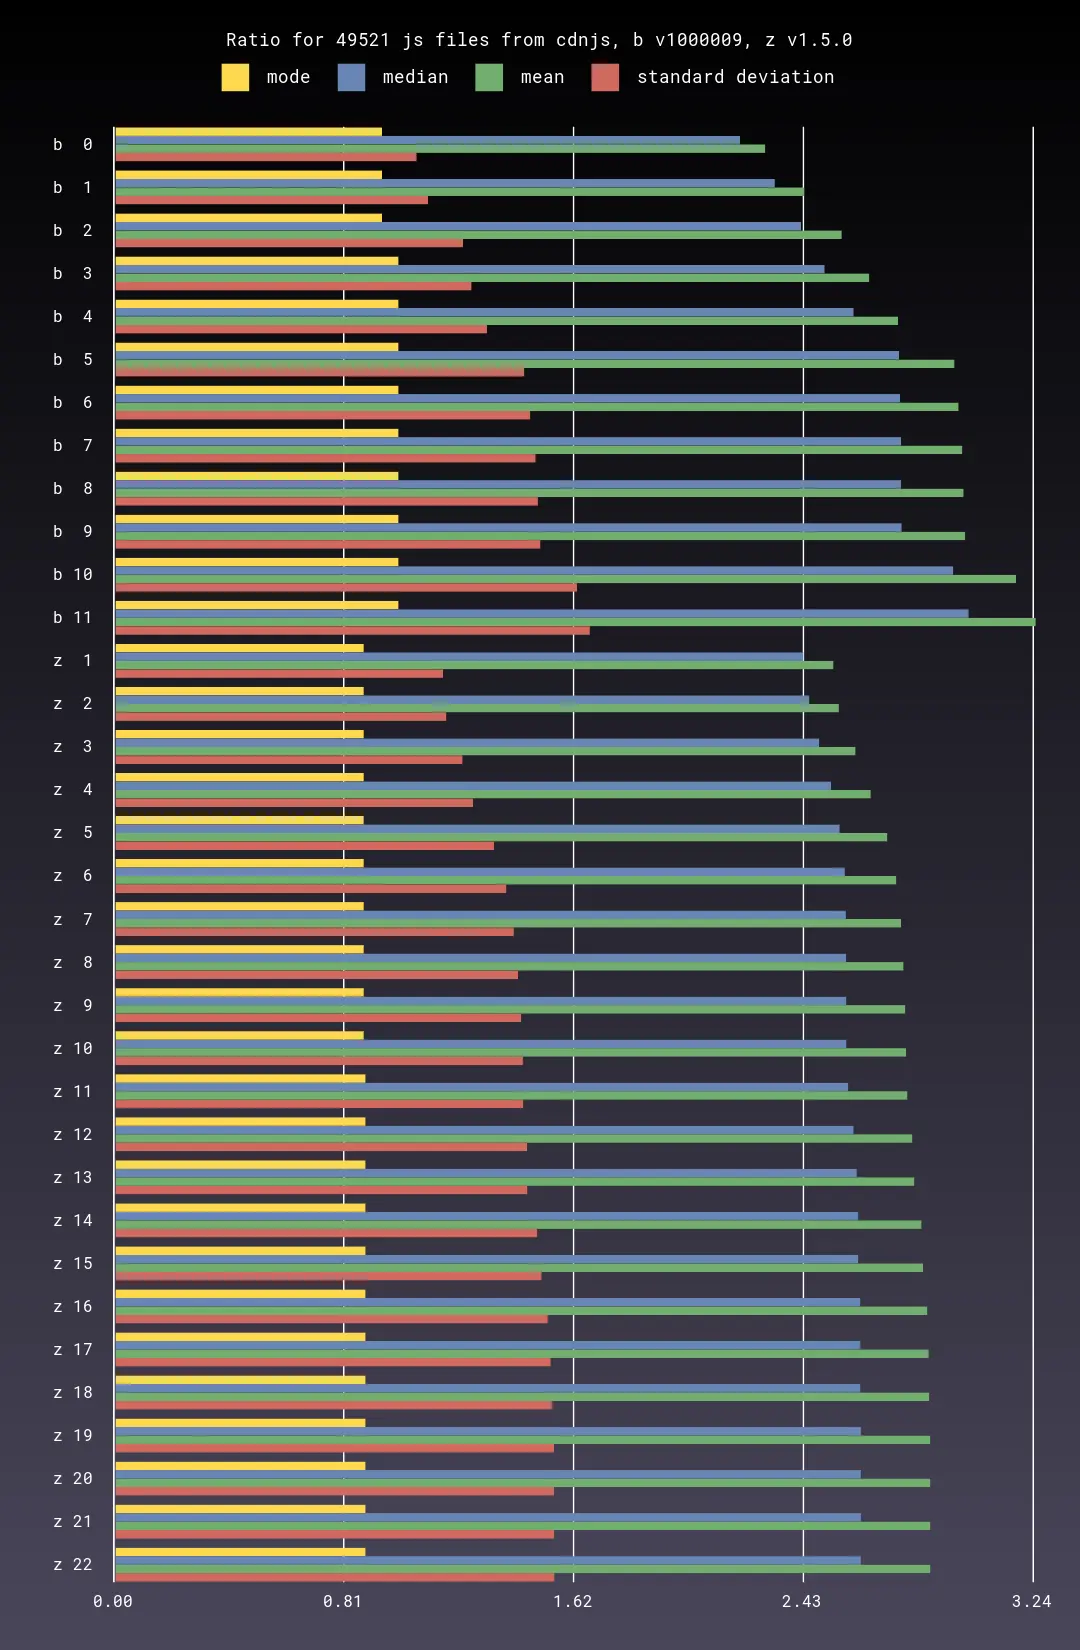 Ratio for 49521 js files from cdnjs, b v1000009, z v1.5.0
mode median mean standard deviation
b 0
b 1
b 2
b 3
b 4
b 5
b 6
b 7
b 8
b 9
b 10
b 11
z 1
z 2
z 3
z 4
z 5
z 6
z 7
z 8
z 9
z 10
z 11
z 12
z 13
z 14
z 15
z 16
z 17
z 18
z 19
z 20
z 21
z 22
0.00 0.81 1.62 2.43 3.24